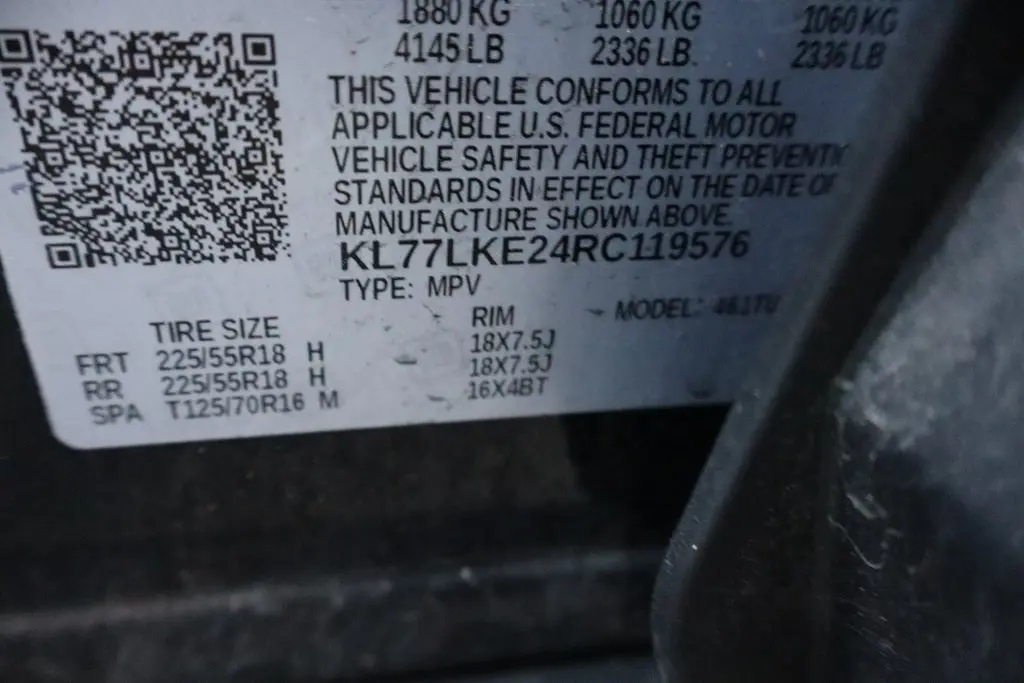 1880 KG 1060 KG 1060 KG
4145 LB 2336 LB. 2336 LB
THIS VEHICLE CONFORMS TO ALL
APPLICABLE U.S. FEDERAL MOTOR
VEHICLE SAFETY AND THEFT PREVENTI
STANDARDS IN EFFECT ON THE DATE OF
MANUFACTURE SHOWN ABOVE.
KL77LKE24RC119576
TYPE: MPV MODEL:
TIRE SIZE RIM
FRT 225/55R18 H 18X7.5J
RR 225/55R18 H 18X7.5J
SPA T125/70R16 M 16X4BT